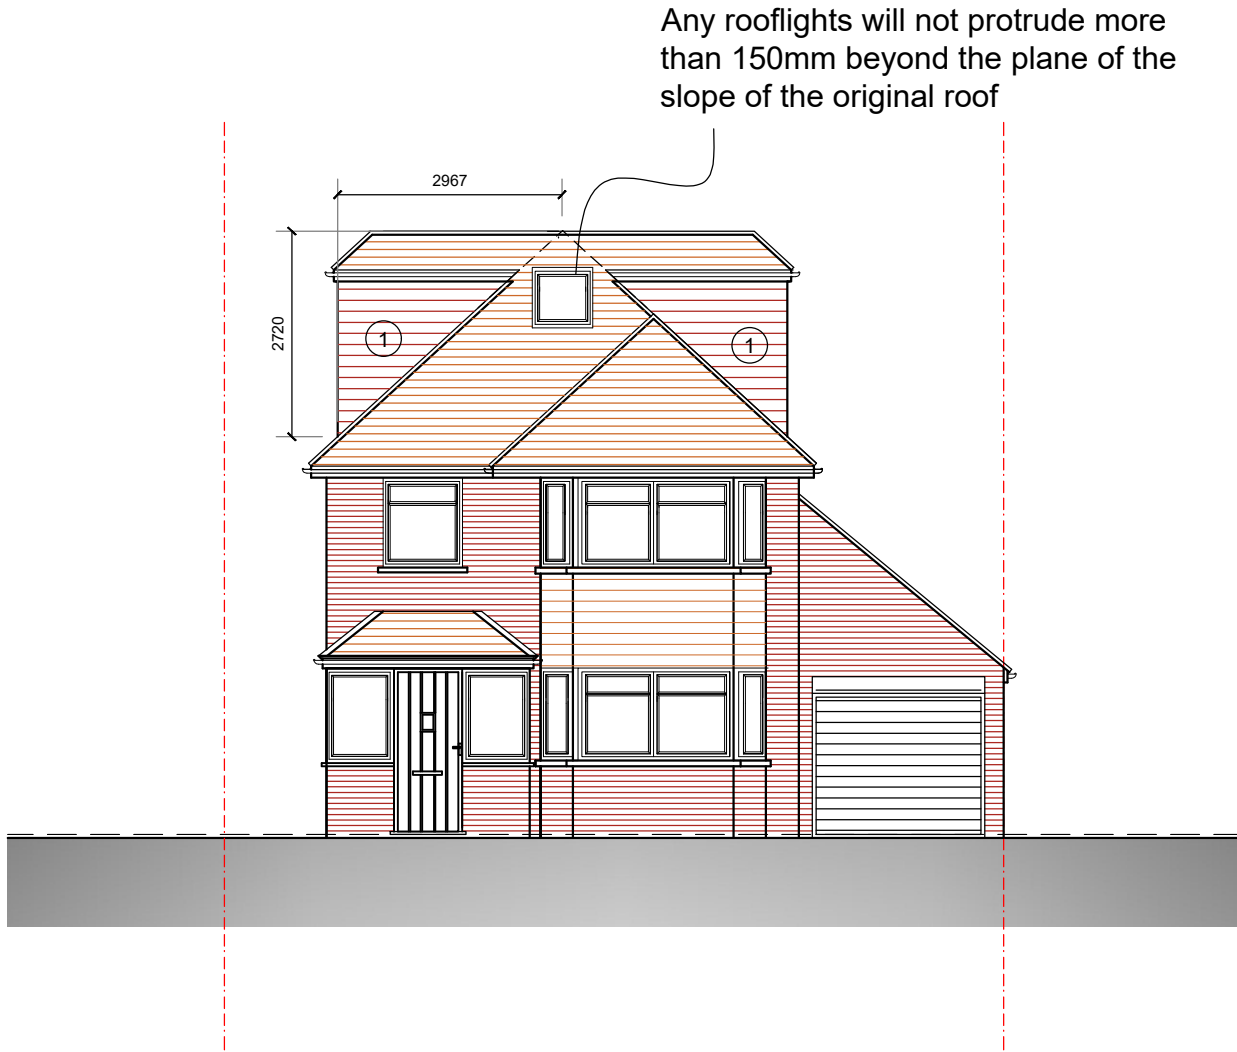 Any rooflights will not protrude more
than 150mm beyond the plane of the
slope of the original roof
2967
2720
1
1